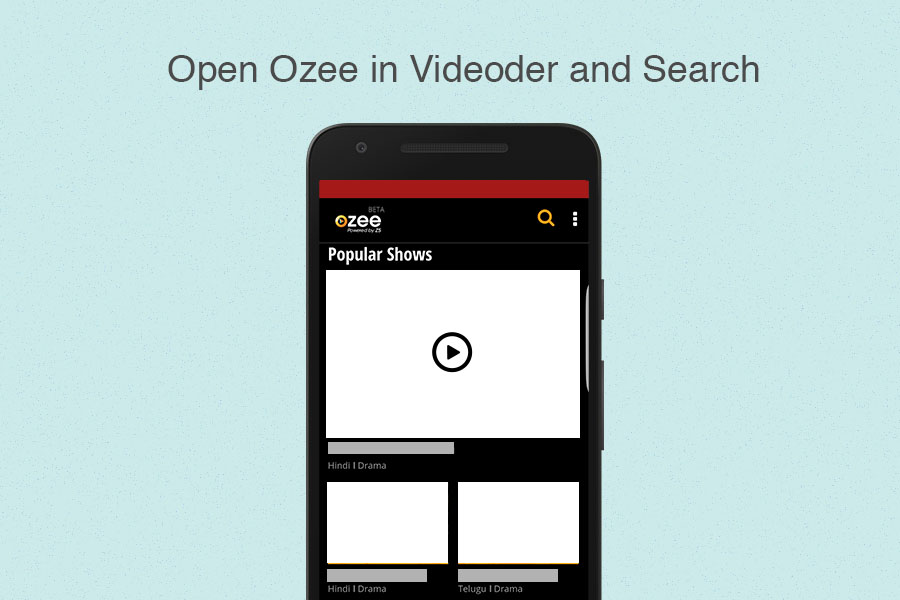 Open Ozee in Videoder and Search
BETA
ozee
Powered by Z5
Popular Shows
Hindi | Drama
Hindi | Drama
Telugu | Drama